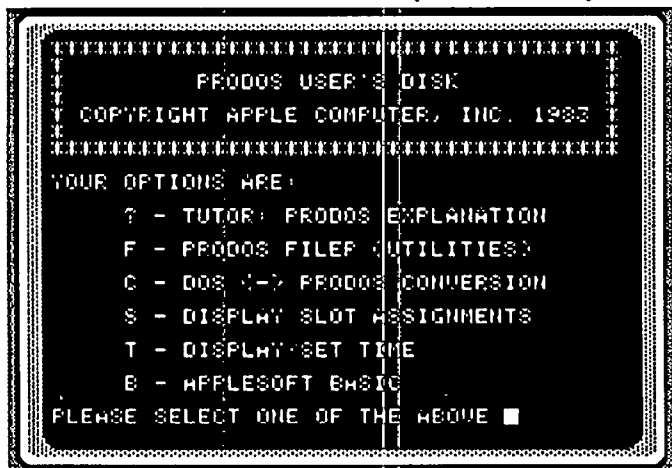 PRODOS USER'S DISK
COPYRIGHT APPLE COMPUTER, INC. 1983
YOUR OPTIONS ARE:
? - TUTOR: PRODOS EXPLANATION
F - PRODOS FILER (UTILITIES)
C - DOS <-> PRODOS CONVERSION
S - DISPLAY SLOT ASSIGNMENTS
T - DISPLAY/SET TIME
B - APPLESOFT BASIC
PLEASE SELECT ONE OF THE ABOVE